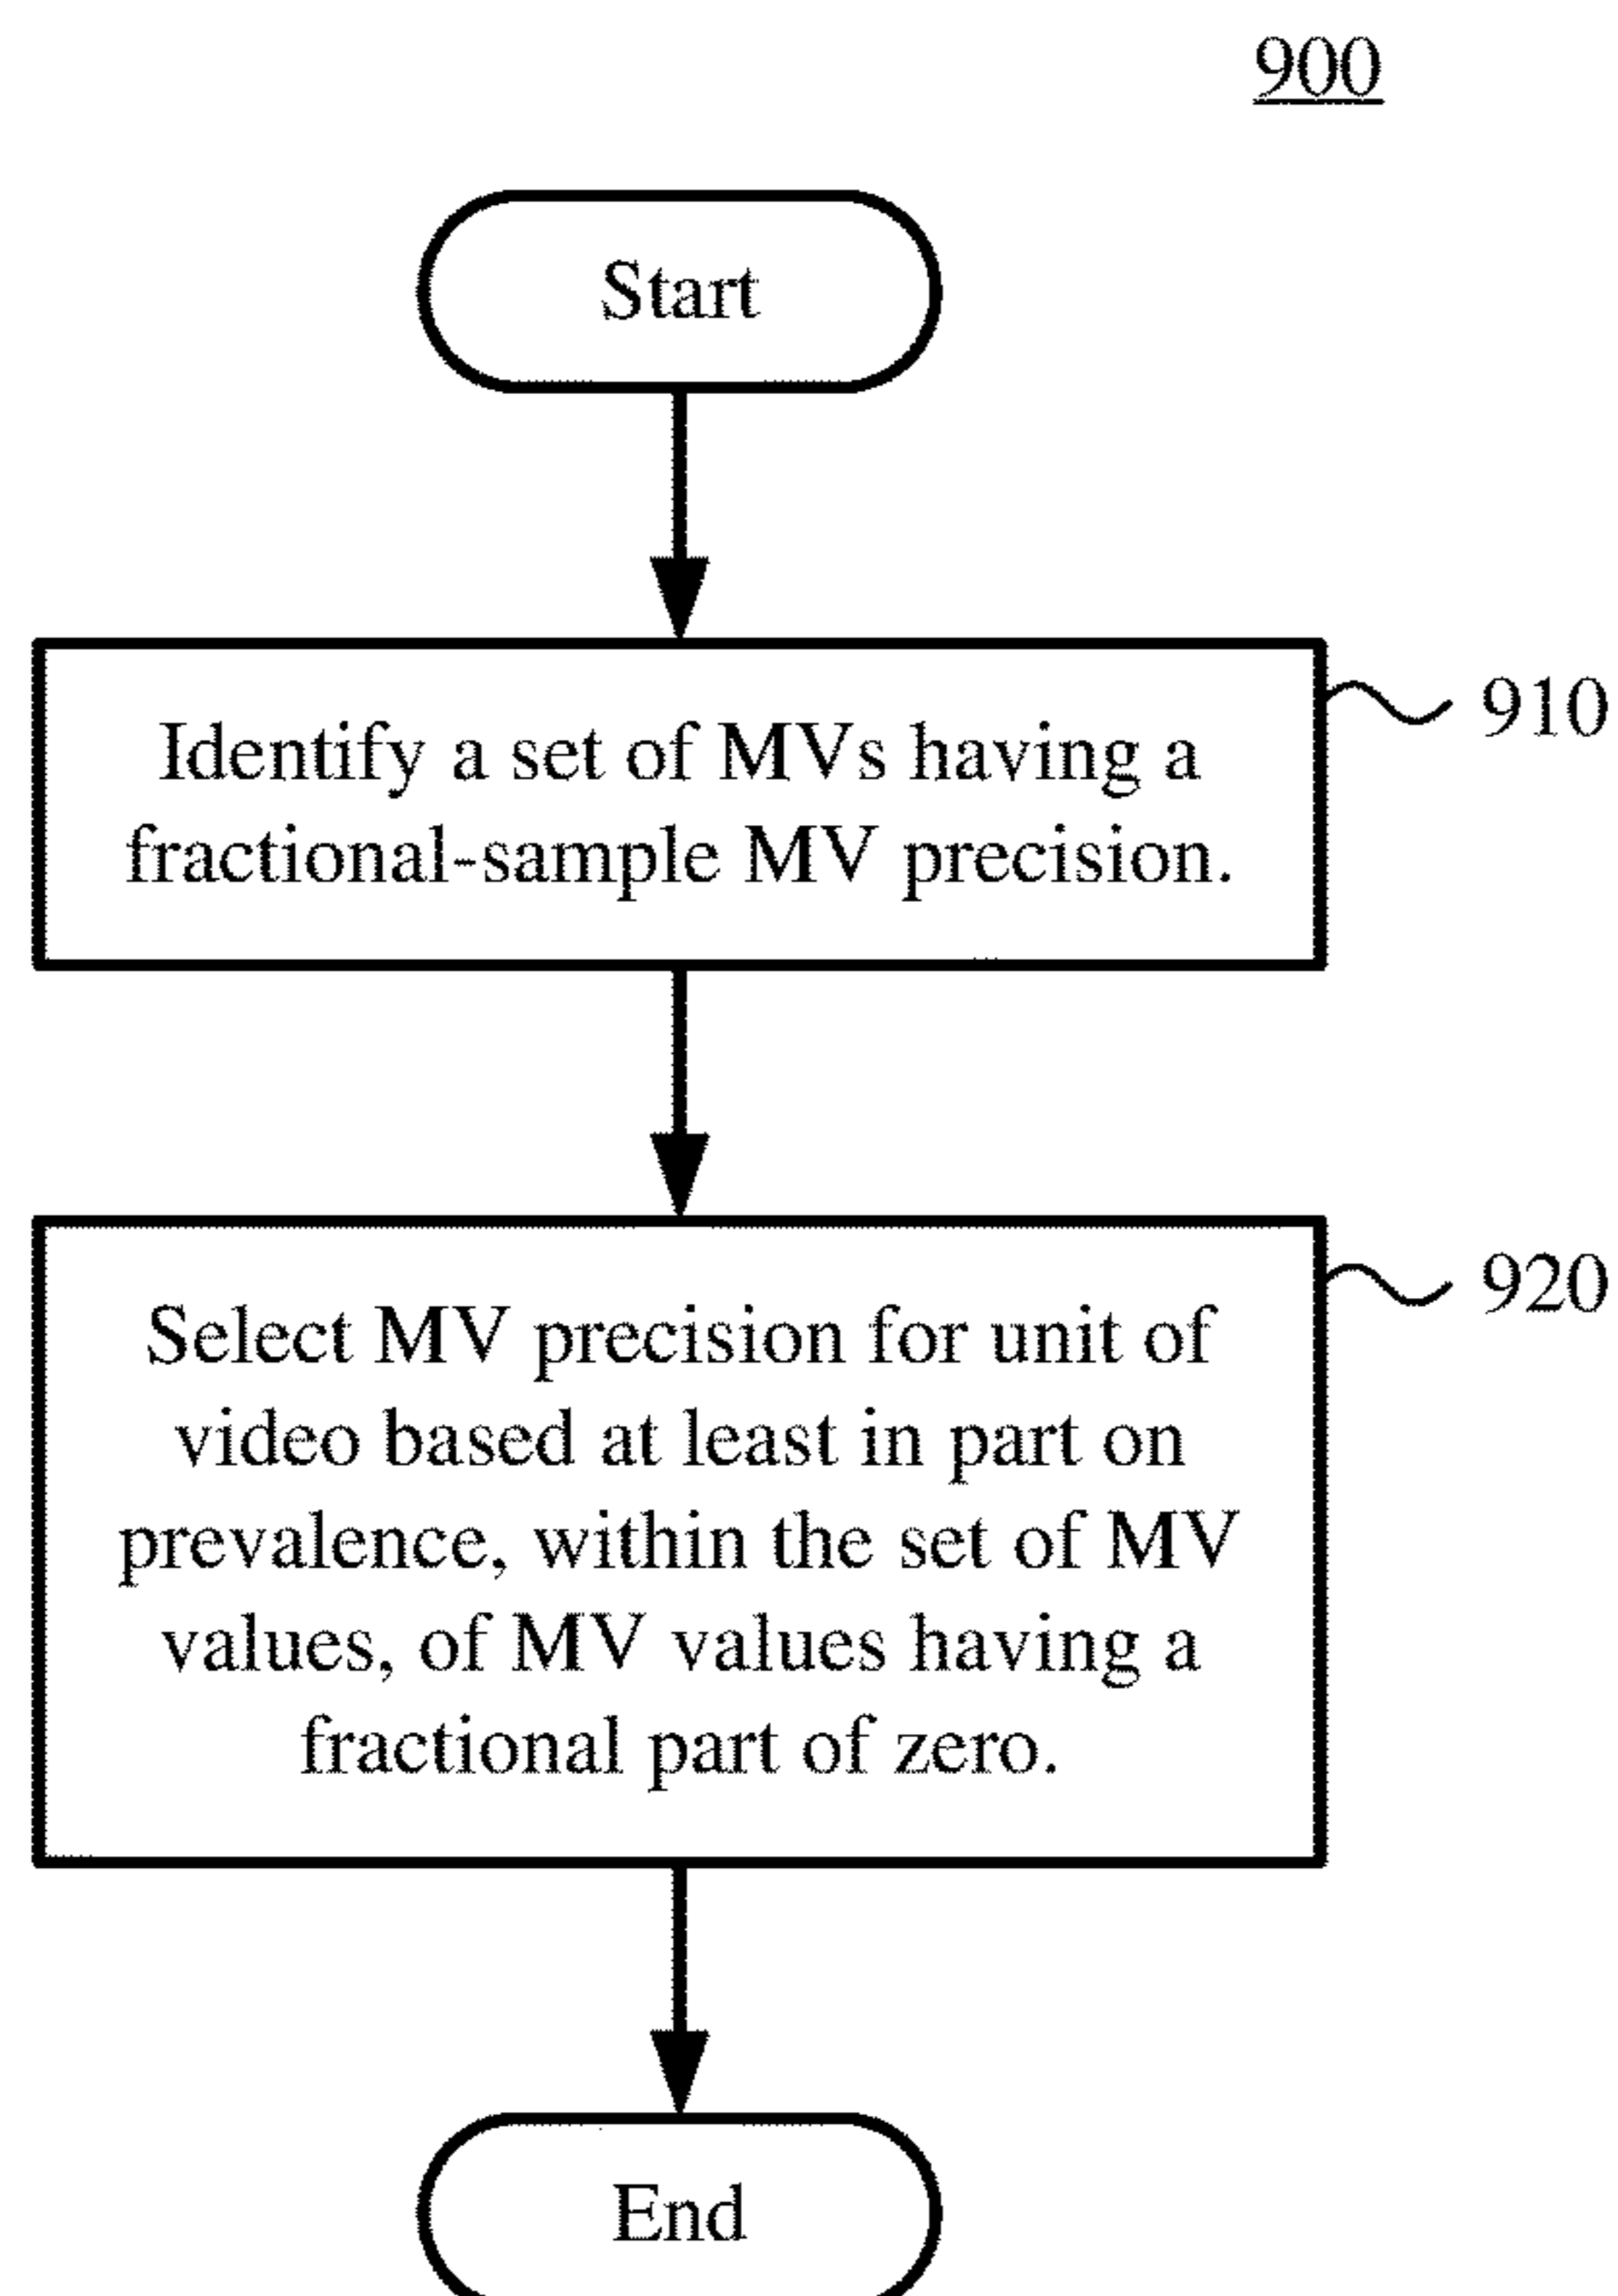 900
Start
Identify a set of MVs having a
fractional-sample MV precision.
910
Select MV precision for unit of
video based at least in part on
prevalence, within the set of MV
values, of MV values having a
fractional part of zero.
920
End